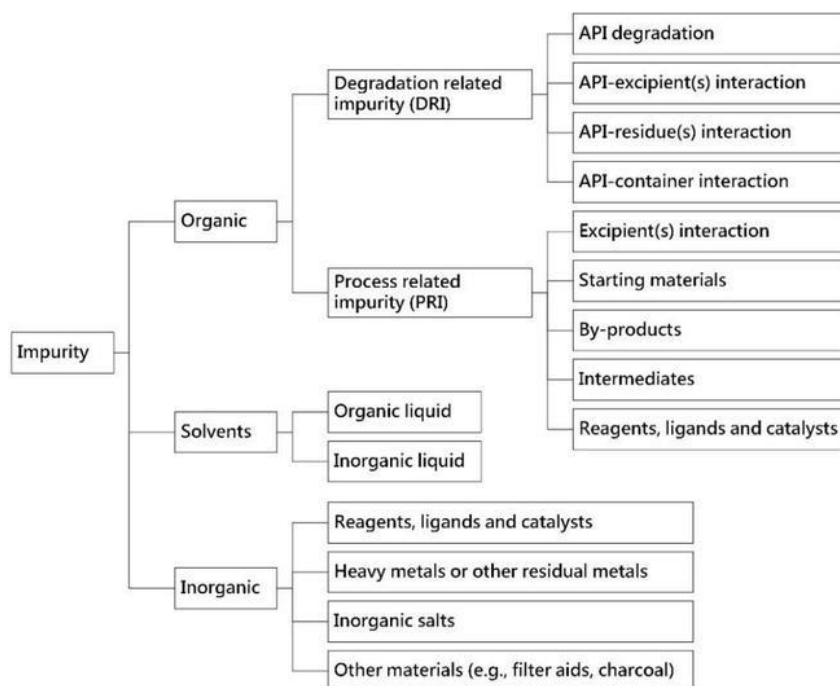 Impurity
Organic
Degradation related
impurity (DRI)
API degradation
API-excipient(s) interaction
API-residue(s) interaction
API-container interaction
Process related
impurity (PRI)
Excipient(s) interaction
Starting materials
By-products
Intermediates
Reagents, ligands and catalysts
Solvents
Organic liquid
Inorganic liquid
Inorganic
Reagents, ligands and catalysts
Heavy metals or other residual metals
Inorganic salts
Other materials (e.g., filter aids, charcoal)